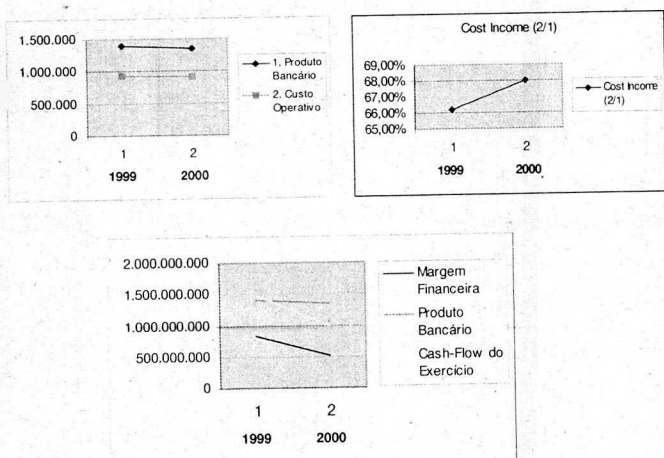 1.500.000
1.000.000
500.000
0
1
2
1999
2000
1. Produto
Bancário
2. Custo
Operativo
Cost Income (2/1)
69,00%
68,00%
67,00%
66,00%
65,00%
1
2
1999
2000
Cost Income
(2/1)
2.000.000.000
1.500.000.000
1.000.000.000
500.000.000
0
1
2
1999
2000
Margem
Financeira
Produto
Bancário
Cash-Flow do
Exercício